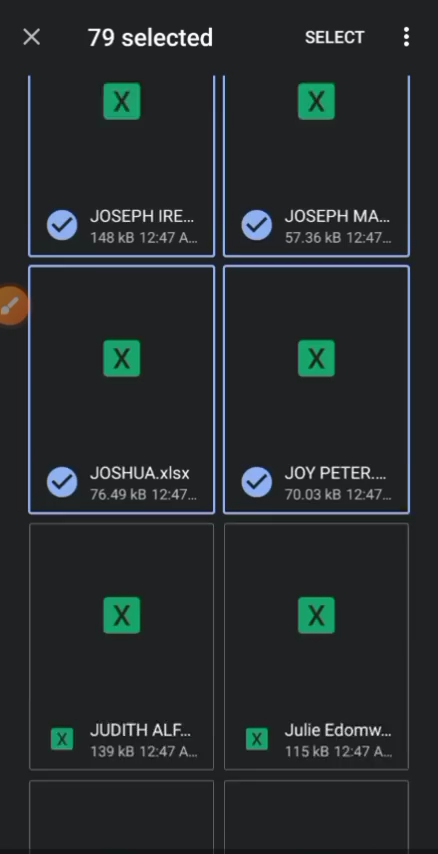 79 selected
SELECT
X
X
JOSEPH IRE...
148 kB 12:47 A...
JOSEPH MA...
57.36 kB 12:47...
X
X
JOSHUA.xlsx
76.49 kB 12:47...
JOY PETER....
70.03 kB 12:47...
X
X
X
JUDITH ALF...
139 kB 12:47 A...
X
Julie Edomw...
115 kB 12:47 A...